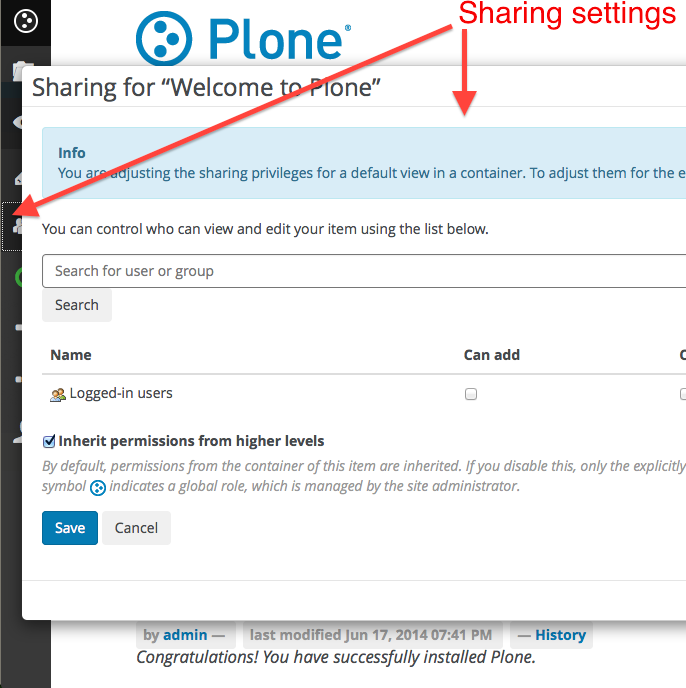 Sharing settings
Plone®
Sharing for “Welcome to Plone”
Info
You are adjusting the sharing privileges for a default view in a container. To adjust them for the e
You can control who can view and edit your item using the list below.
Search for user or group
Search
Name Can add C
Logged-in users
Inherit permissions from higher levels
By default, permissions from the container of this item are inherited. If you disable this, only the explicitly
symbol indicates a global role, which is managed by the site administrator.
Save Cancel
by admin — last modified Jun 17, 2014 07:41 PM — History
Congratulations! You have successfully installed Plone.